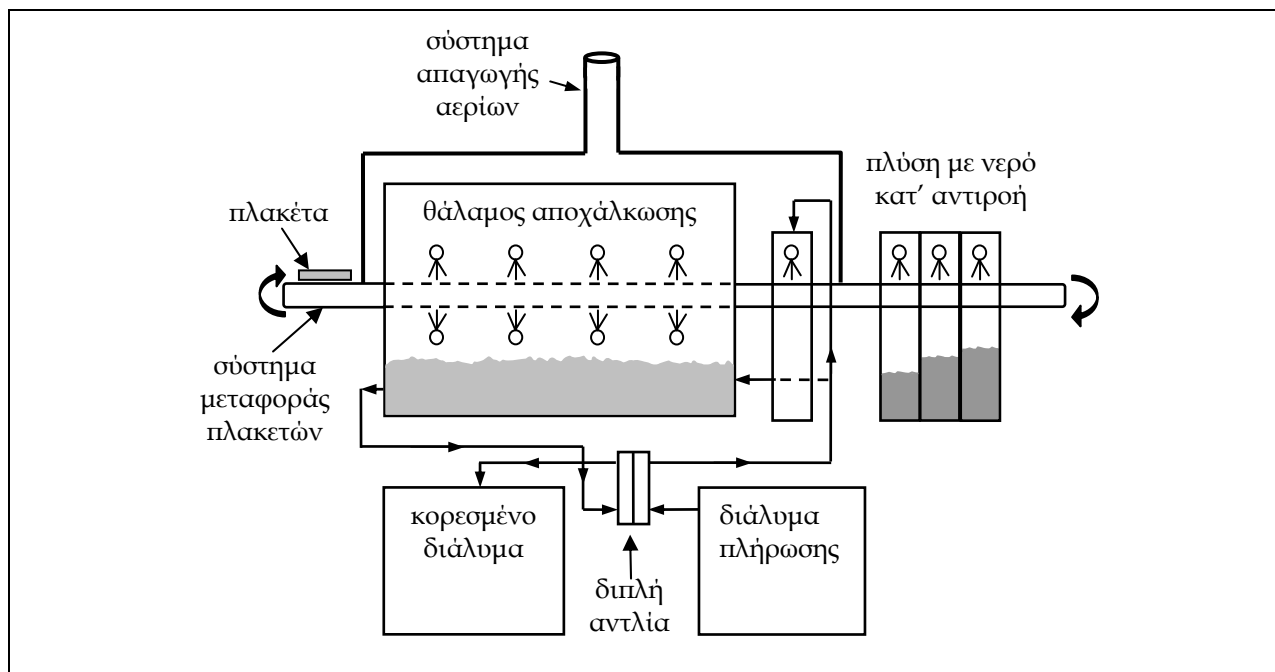 σύστημα
απαγωγής
αερίων
πλύση με νερό
κατ’ αντιροή
πλακέτα
θάλαμος αποχάλκωσης
σύστημα
μεταφοράς
πλακετών
κορεσμένο
διάλυμα
διάλυμα
πλήρωσης
διπλή
αντλία